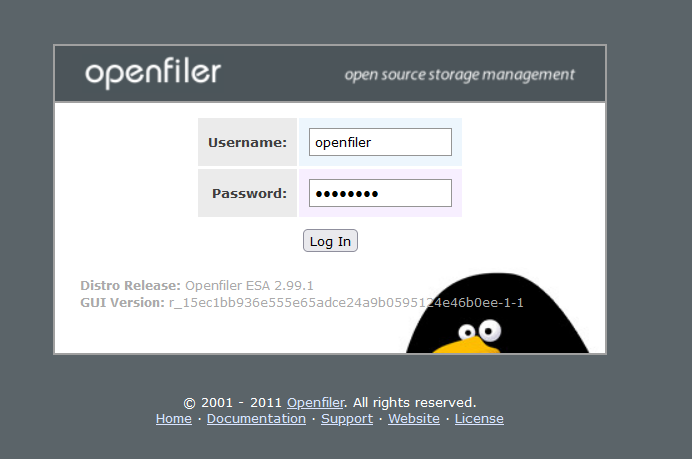 openfiler
open source storage management
Username: openfiler
Password: ••••••••
Log In
Distro Release: Openfiler ESA 2.99.1
GUI Version: r_15ec1bb936e555e65adce24a9b0595124e46b0ee-1-1
© 2001 - 2011 Openfiler. All rights reserved.
Home · Documentation · Support · Website · License